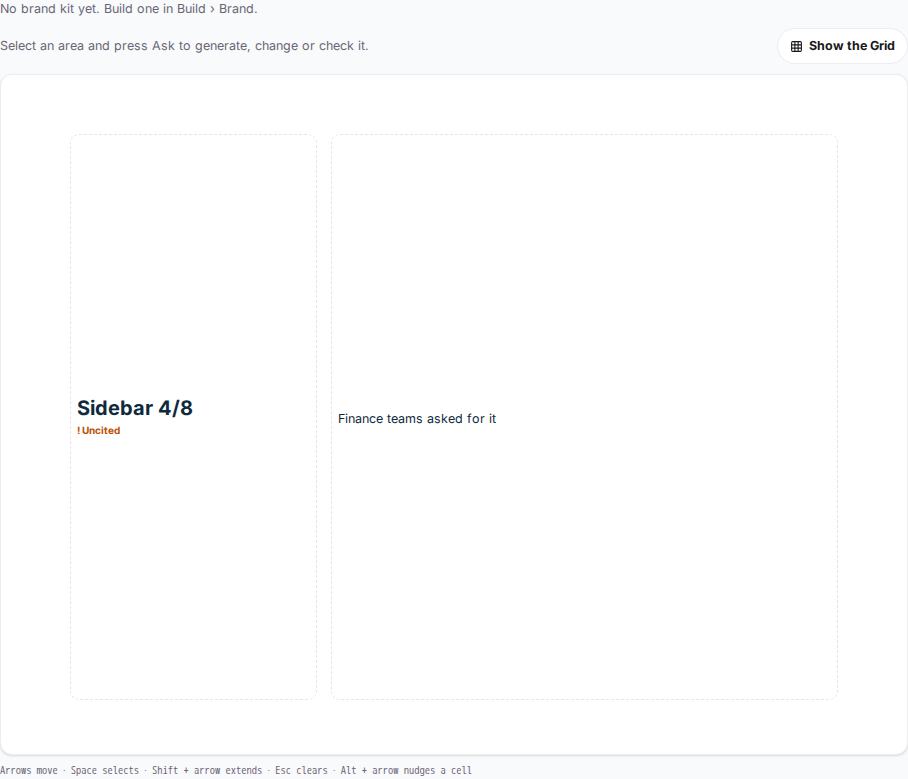 No brand kit yet. Build one in Build › Brand.
Select an area and press Ask to generate, change or check it.
Show the Grid
Sidebar 4/8
! Uncited
Finance teams asked for it
Arrows move · Space selects · Shift + arrow extends · Esc clears · Alt + arrow nudges a cell